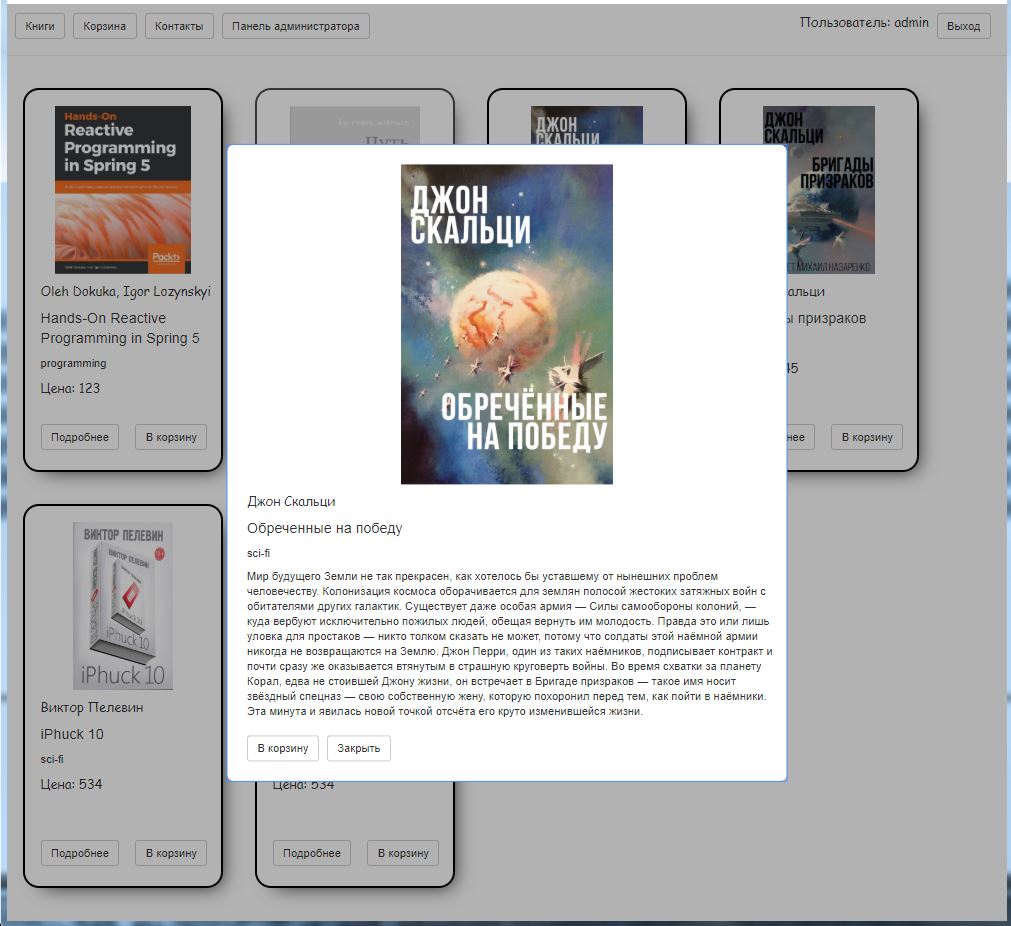 Книги Корзина Контакты Панель администратора Пользователь: admin Выход
Hands-On
Reactive
Programming
in Spring 5
Packt
Oleh Dokuka, Igor Lozynskyi
Hands-On Reactive
Programming in Spring 5
programming
Цена: 123
Подробнее В корзину
Путь
ДЖОН
СКАЛЬЦИ
ДЖОН
СКАЛЬЦИ
БРИГАДЫ
ПРИЗРАКОВ
МИХАИЛ НАЗАРЕНКО
призраков
45
В корзину
ДЖОН
СКАЛЬЦИ
ОБРЕЧЁННЫЕ
НА ПОБЕДУ
Джон Скальци
Обреченные на победу
sci-fi
Мир будущего Земли не так прекрасен, как хотелось бы уставшему от нынешних проблем
человечеству. Колонизация космоса оборачивается для землян полосой жестоких затяжных войн с
обитателями других галактик. Существует даже особая армия — Силы самообороны колоний, —
куда вербуют исключительно пожилых людей, обещая вернуть им молодость. Правда это или лишь
уловка для простаков — никто толком сказать не может, потому что солдаты этой наёмной армии
никогда не возвращаются на Землю. Джон Перри, один из таких наёмников, подписывает контракт и
почти сразу же оказывается втянутым в страшную круговерть войны. Во время схватки за планету
Корал, едва не стоившей Джону жизни, он встречает в Бригаде призраков — такое имя носит
звёздный спецназ — свою собственную жену, которую похоронил перед тем, как пойти в наёмники.
Эта минута и явилась новой точкой отсчёта его круто изменившейся жизни.
В корзину Закрыть
ВИКТОР ПЕЛЕВИН
ВИКТОР ПЕЛЕВИН
iPhuck 10
iPhuck 10
Виктор Пелевин
iPhuck 10
sci-fi
Цена: 534
Подробнее В корзину
Цена: 534
Подробнее В корзину